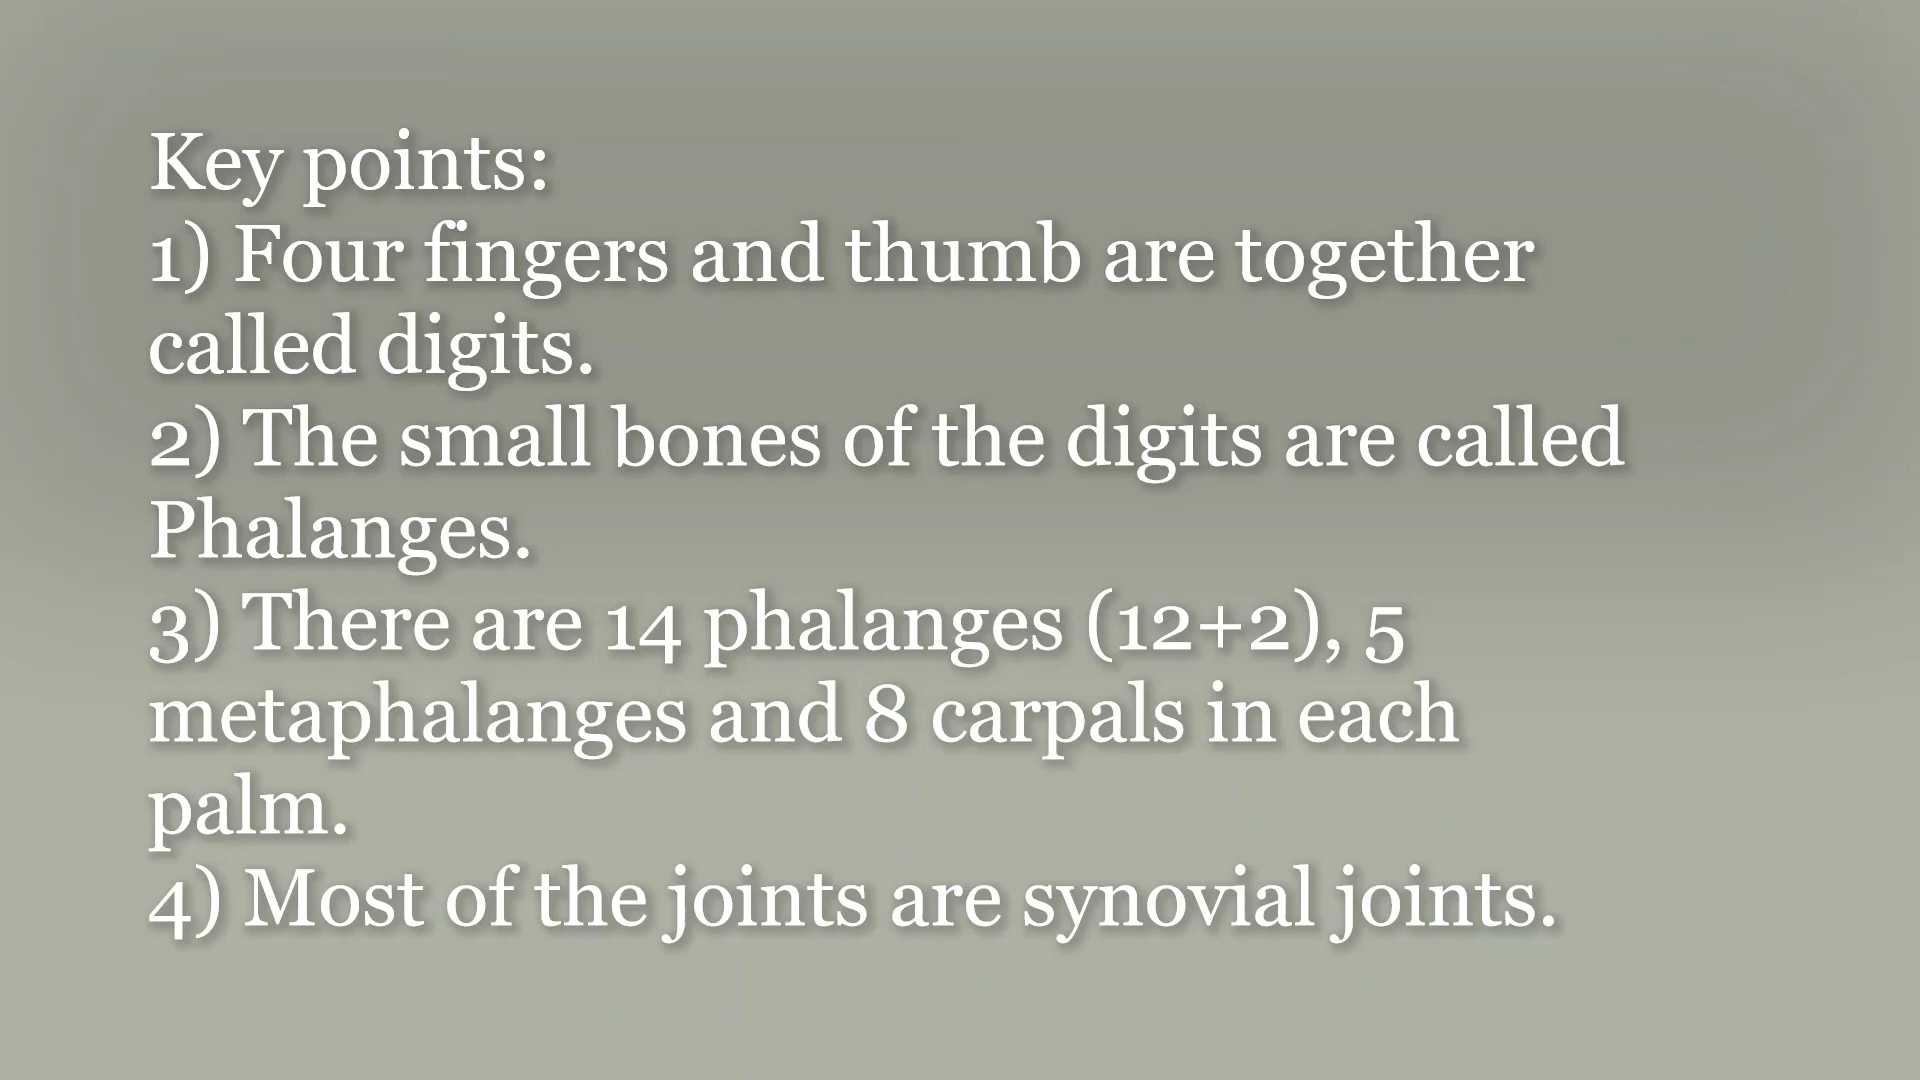 Key points:
1) Four fingers and thumb are together
called digits.
2) The small bones of the digits are called
Phalanges.
3) There are 14 phalanges (12+2), 5
metaphalanges and 8 carpals in each
palm.
4) Most of the joints are synovial joints.